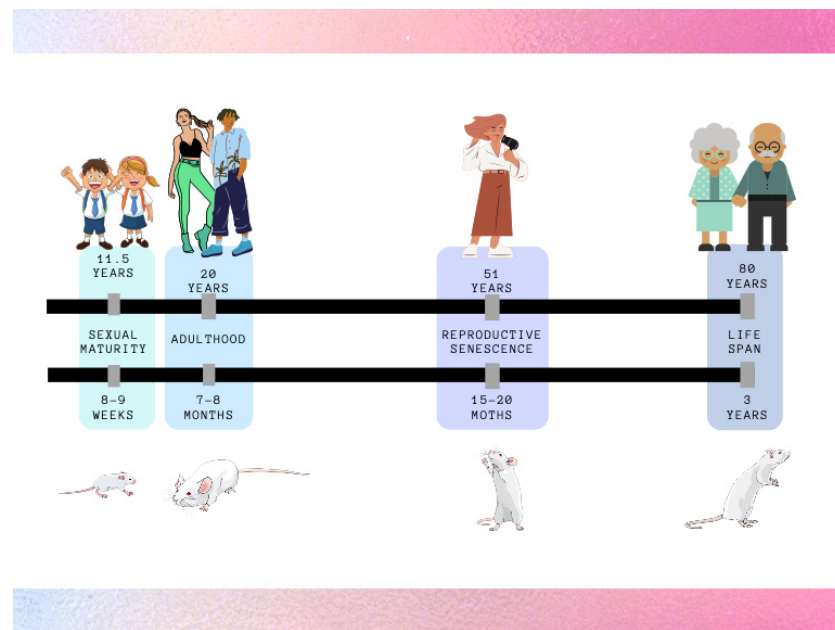 11.5
YEARS
20
YEARS
51
YEARS
80
YEARS
SEXUAL
MATURITY
ADULTHOOD
REPRODUCTIVE
SENESCENCE
LIFE
SPAN
8-9
WEEKS
7-8
MONTHS
15-20
MOTHS
3
YEARS